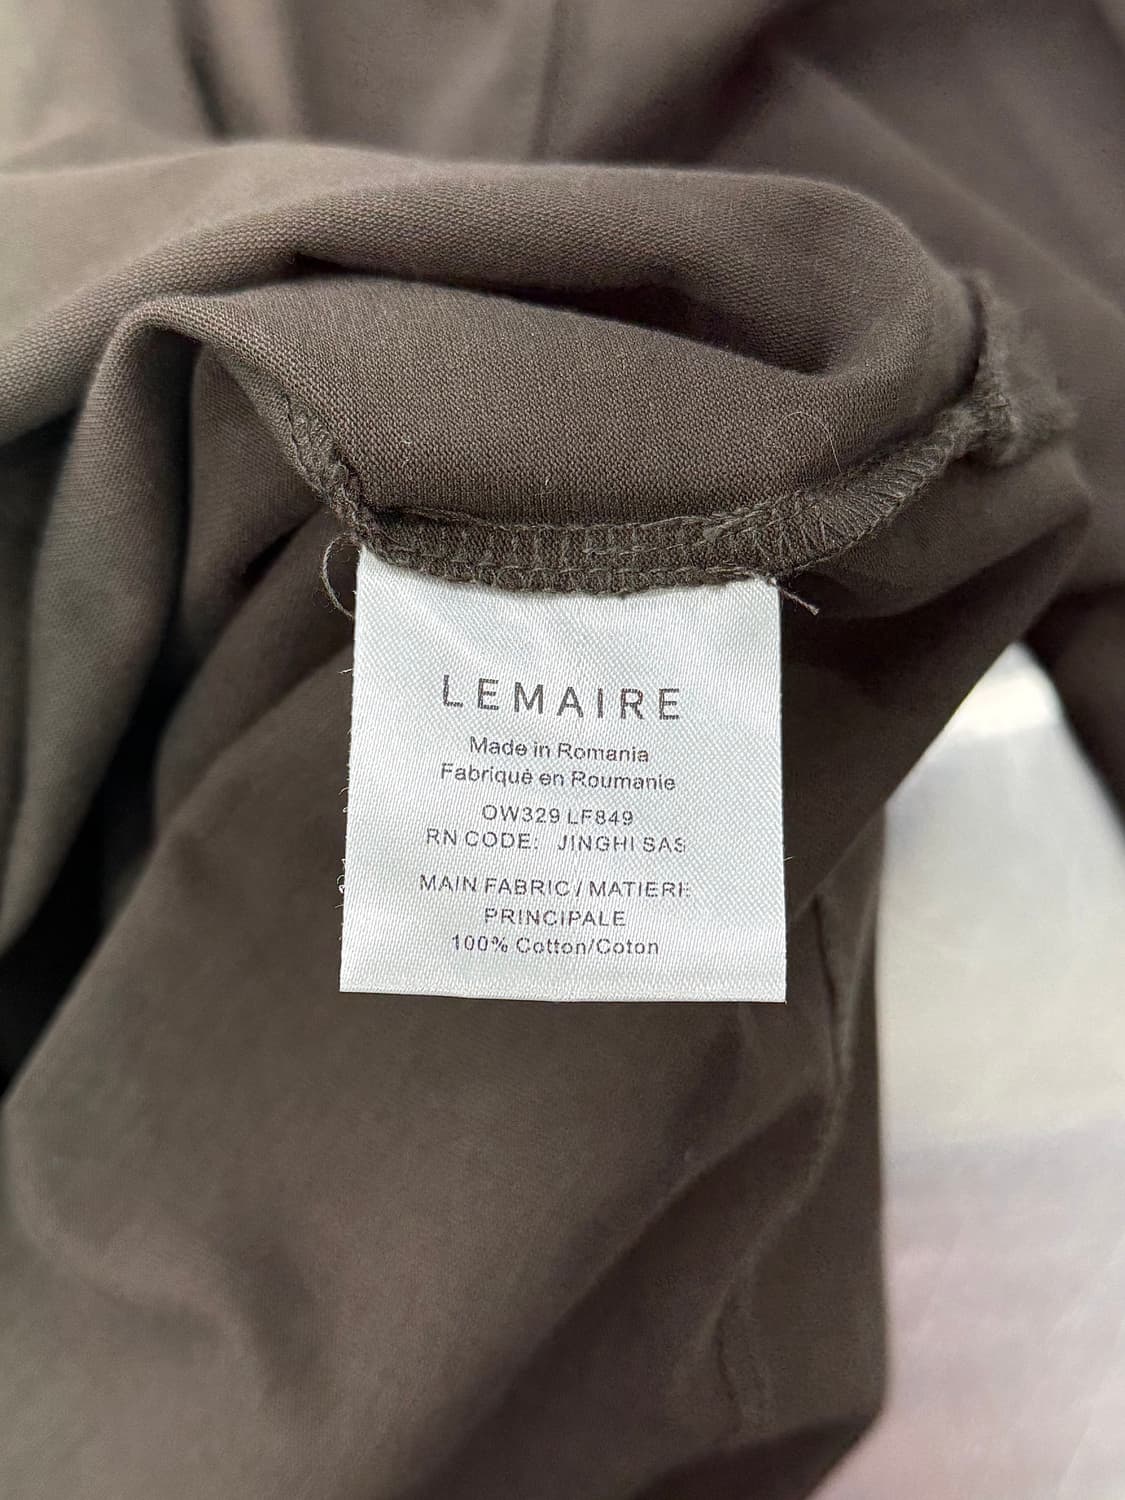 LEMAIRE
Made in Romania
Fabriqué en Roumanie
OW329 LF849
RN CODE: JINGHI SAS
MAIN FABRIC / MATIERE
PRINCIPALE
100% Cotton/Coton